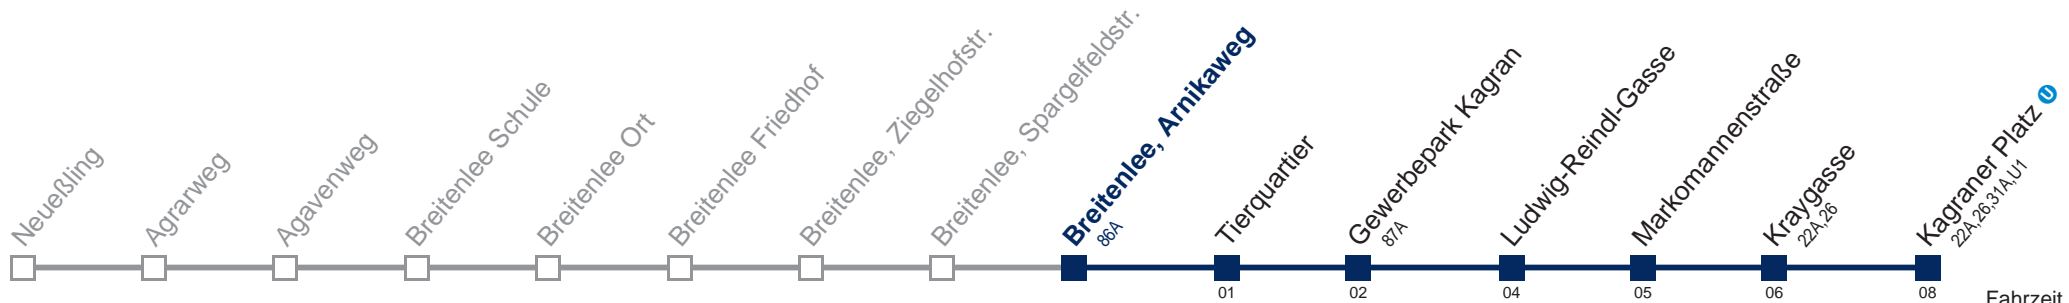 Neueßling
Agrarweg
Agavenweg
Breitenlee Schule
Breitenlee Ort
Breitenlee Friedhof
Breitenlee, Ziegelhofstr.
Breitenlee, Spargelfeldstr.
Breitenlee, Arnikaweg
86A
Tierquartier
Gewerbepark Kagran
87A
Ludwig-Reindl-Gasse
Markomannenstraße
Kraygasse
22A,26
Kagraner Platz U
22A,26,31A,U1
01
02
04
05
06
08
Fahrzeit